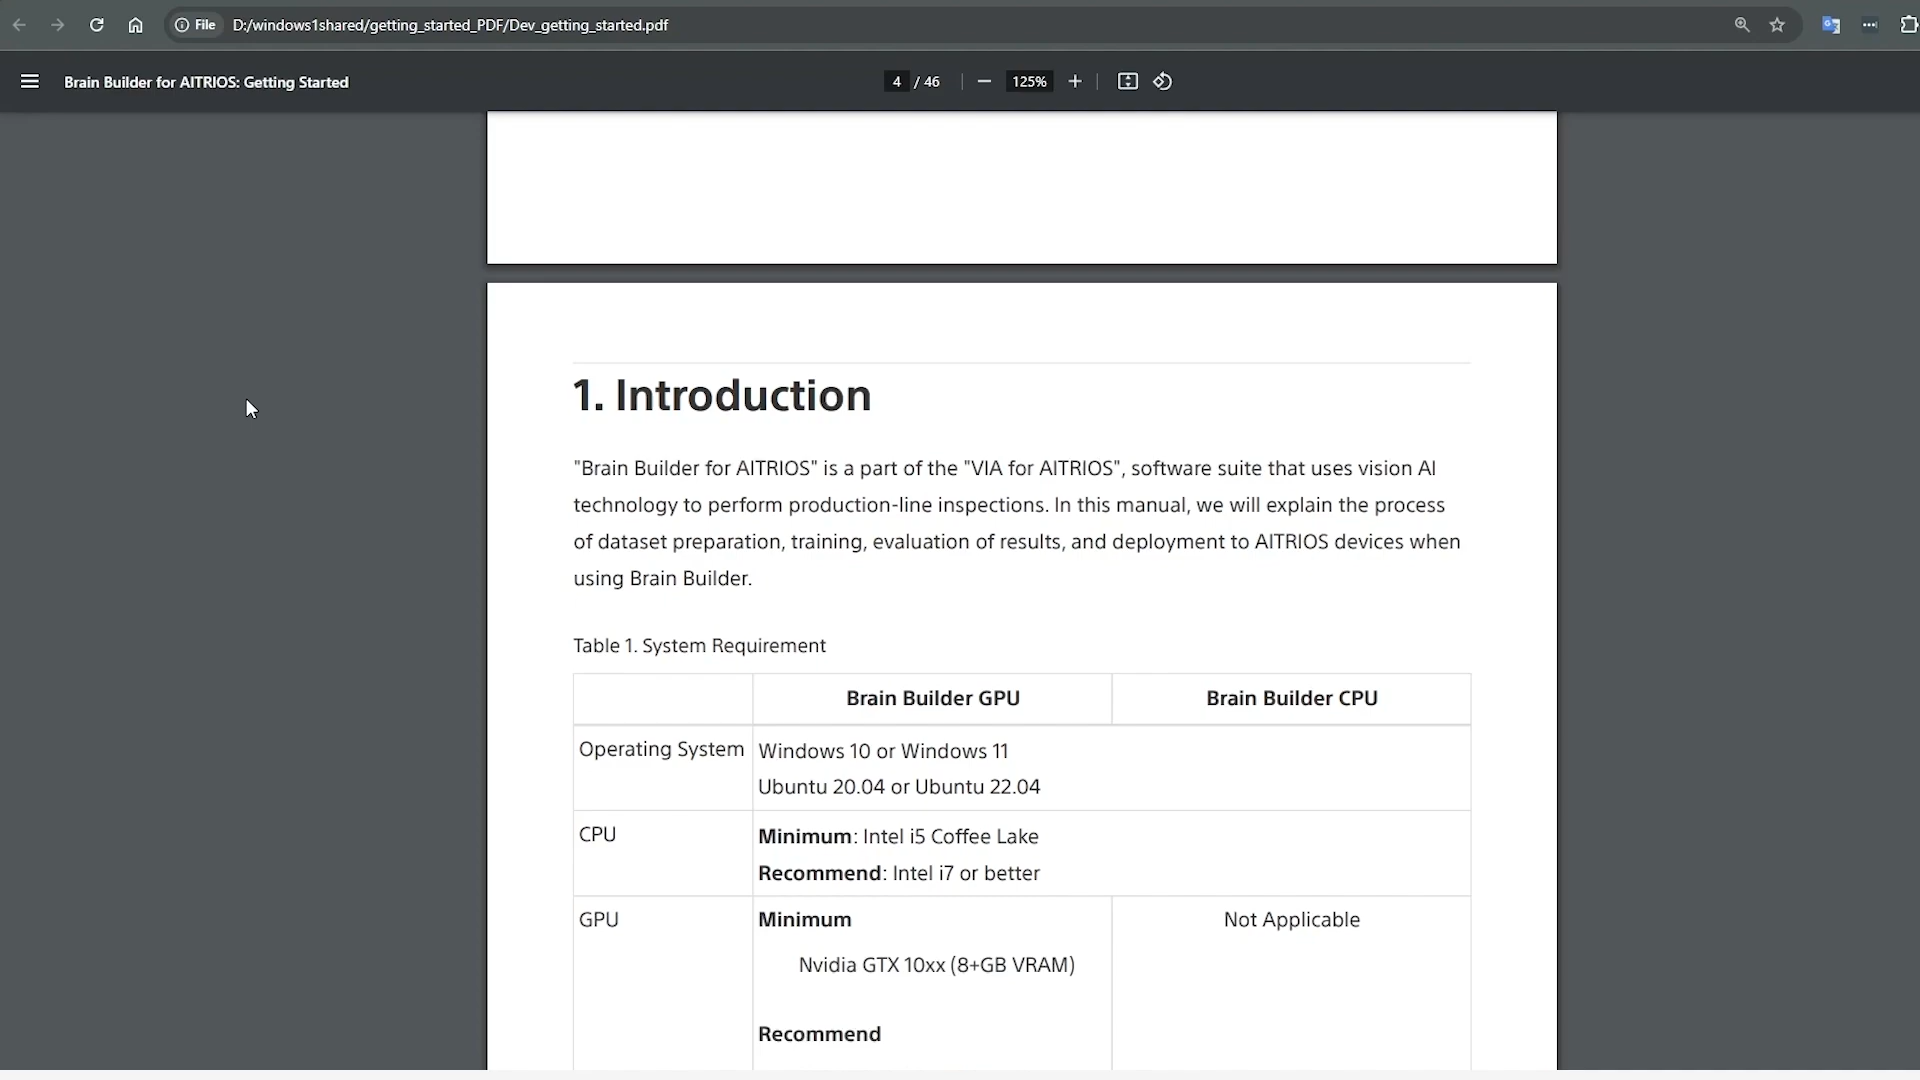 File D:/windows1shared/getting_started_PDF/Dev_getting_started.pdf
Brain Builder for AITRIOS: Getting Started
4 / 46
125%
1. Introduction
"Brain Builder for AITRIOS" is a part of the "VIA for AITRIOS", software suite that uses vision AI
technology to perform production-line inspections. In this manual, we will explain the process
of dataset preparation, training, evaluation of results, and deployment to AITRIOS devices when
using Brain Builder.
Table 1. System Requirement
Brain Builder GPU Brain Builder CPU
Operating System Windows 10 or Windows 11
Ubuntu 20.04 or Ubuntu 22.04
CPU Minimum: Intel i5 Coffee Lake
Recommend: Intel i7 or better
GPU Minimum Not Applicable
Nvidia GTX 10xx (8+GB VRAM)
Recommend